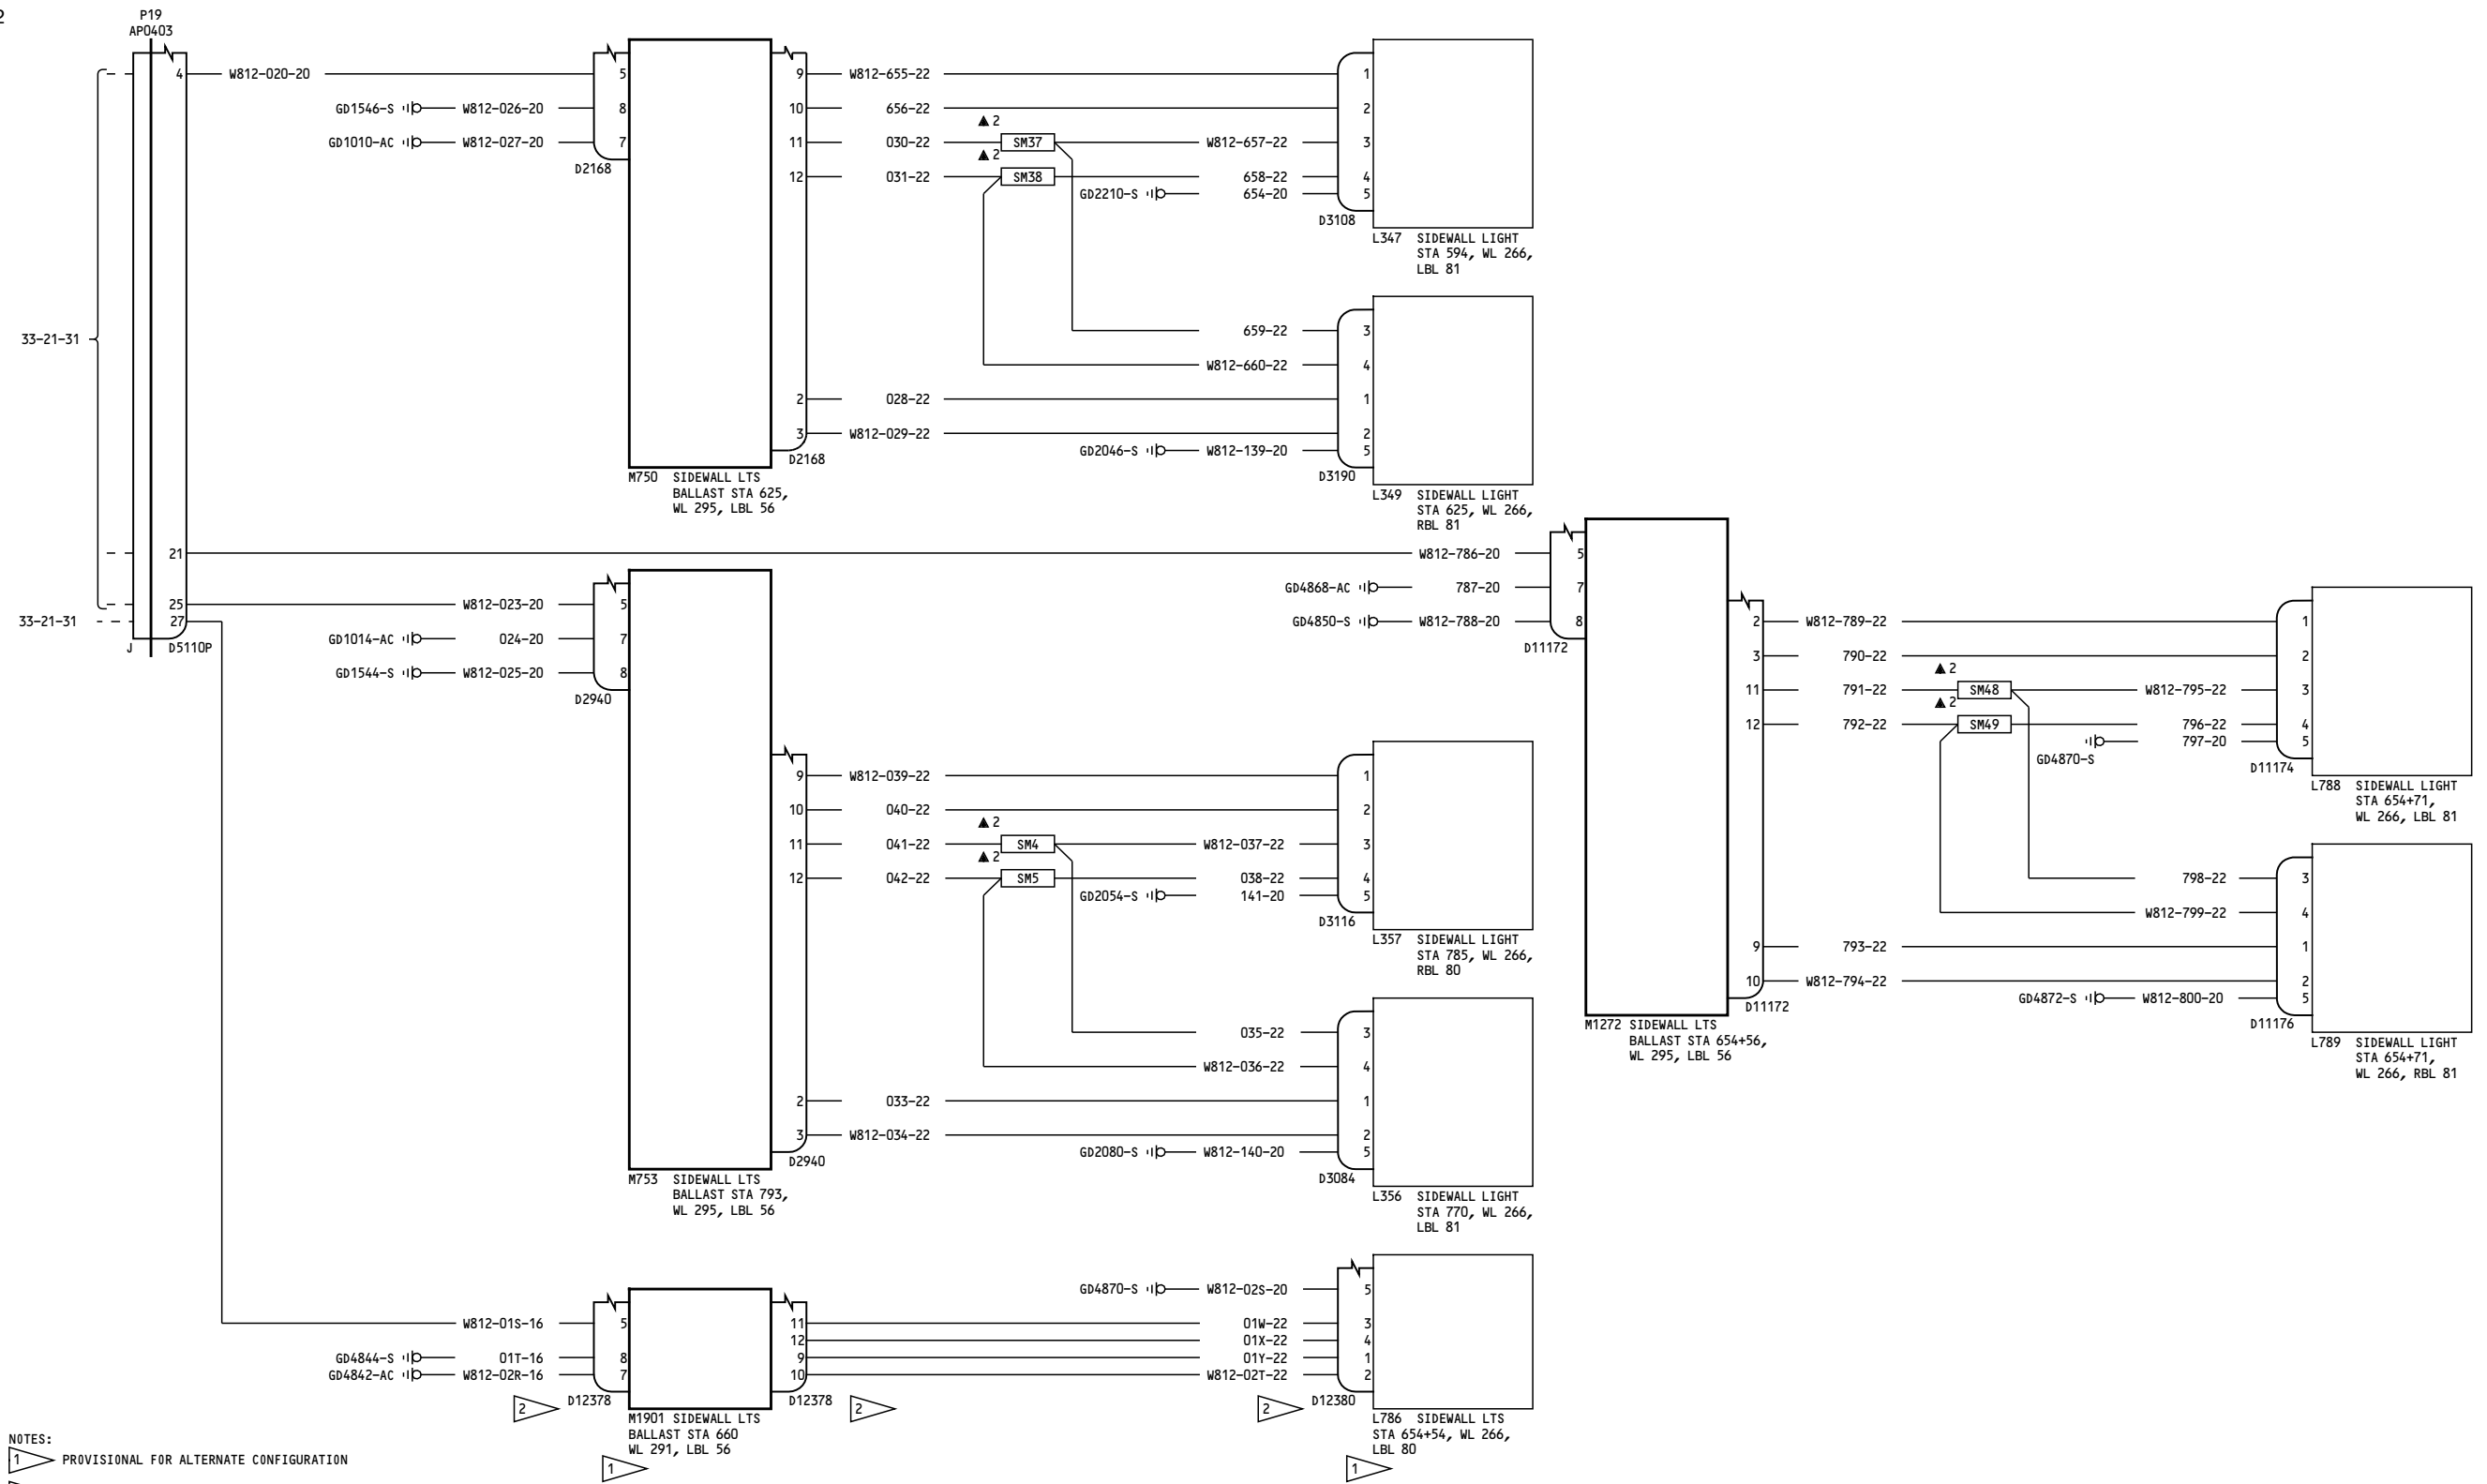 2
P19
AP0403
4 W812-020-20 5
GD1546-S W812-026-20 8
GD1010-AC W812-027-20 7
D2168
33-21-31
9 W812-655-22 1
10 656-22 2
▲ 2
11 030-22 SM37 W812-657-22 3
▲ 2
12 031-22 SM38 658-22 4
GD2210-S 654-20 5
D3108
L347 SIDEWALL LIGHT
STA 594, WL 266,
LBL 81
659-22 3
W812-660-22 4
2 028-22 1
3 W812-029-22 2
GD2046-S W812-139-20 5
D2168
D3190
M750 SIDEWALL LTS
BALLAST STA 625,
WL 295, LBL 56
L349 SIDEWALL LIGHT
STA 625, WL 266,
RBL 81
21 W812-786-20 5
GD4868-AC 787-20 7
GD4850-S W812-788-20 8
D11172
25 W812-023-20 5
33-21-31 27
J D5110P
GD1014-AC 024-20 7
GD1544-S W812-025-20 8
D2940
2 W812-789-22 1
3 790-22 2
▲ 2
11 791-22 SM48 W812-795-22 3
▲ 2
12 792-22 SM49 796-22 4
797-20 5
GD4870-S
D11174
L788 SIDEWALL LIGHT
STA 654+71,
WL 266, LBL 81
798-22 3
W812-799-22 4
9 793-22 1
10 W812-794-22 2
GD4872-S W812-800-20 5
D11172
D11176
M1272 SIDEWALL LTS
BALLAST STA 654+56,
WL 295, LBL 56
L789 SIDEWALL LIGHT
STA 654+71,
WL 266, RBL 81
9 W812-039-22 1
10 040-22 2
▲ 2
11 041-22 SM4 W812-037-22 3
▲ 2
12 042-22 SM5 038-22 4
GD2054-S 141-20 5
D3116
L357 SIDEWALL LIGHT
STA 785, WL 266,
RBL 80
035-22 3
W812-036-22 4
2 033-22 1
3 W812-034-22 2
GD2080-S W812-140-20 5
D2940
D3084
M753 SIDEWALL LTS
BALLAST STA 793,
WL 295, LBL 56
L356 SIDEWALL LIGHT
STA 770, WL 266,
LBL 81
GD4870-S W812-02S-20 5
W812-01S-16 5
11 01W-22 3
12 01X-22 4
GD4844-S 01T-16 8
9 01Y-22 1
GD4842-AC W812-02R-16 7
10 W812-02T-22 2
2 D12378
D12378 2
2 D12380
M1901 SIDEWALL LTS
BALLAST STA 660
WL 291, LBL 56
1
L786 SIDEWALL LTS
STA 654+54, WL 266,
LBL 80
1
NOTES:
1 PROVISIONAL FOR ALTERNATE CONFIGURATION